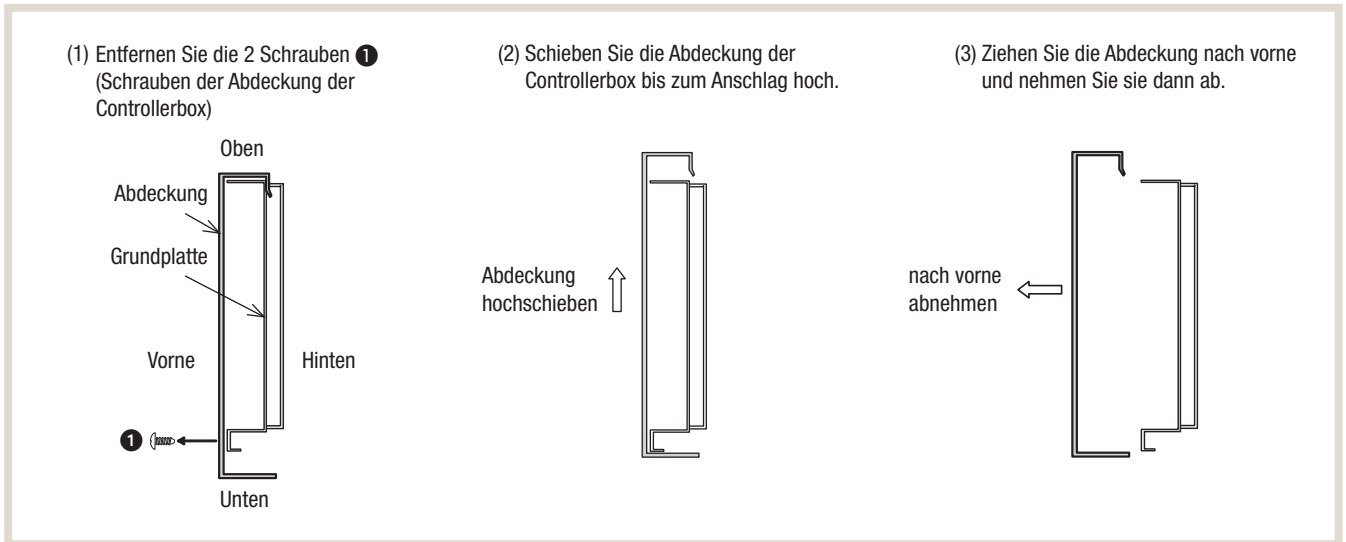 (1) Entfernen Sie die 2 Schrauben ❶
(Schrauben der Abdeckung der
Controllerbox)
Oben
Abdeckung
Grundplatte
Vorne
Hinten
❶
Unten
(2) Schieben Sie die Abdeckung der
Controllerbox bis zum Anschlag hoch.
Abdeckung
hochschieben
(3) Ziehen Sie die Abdeckung nach vorne
und nehmen Sie sie dann ab.
nach vorne
abnehmen